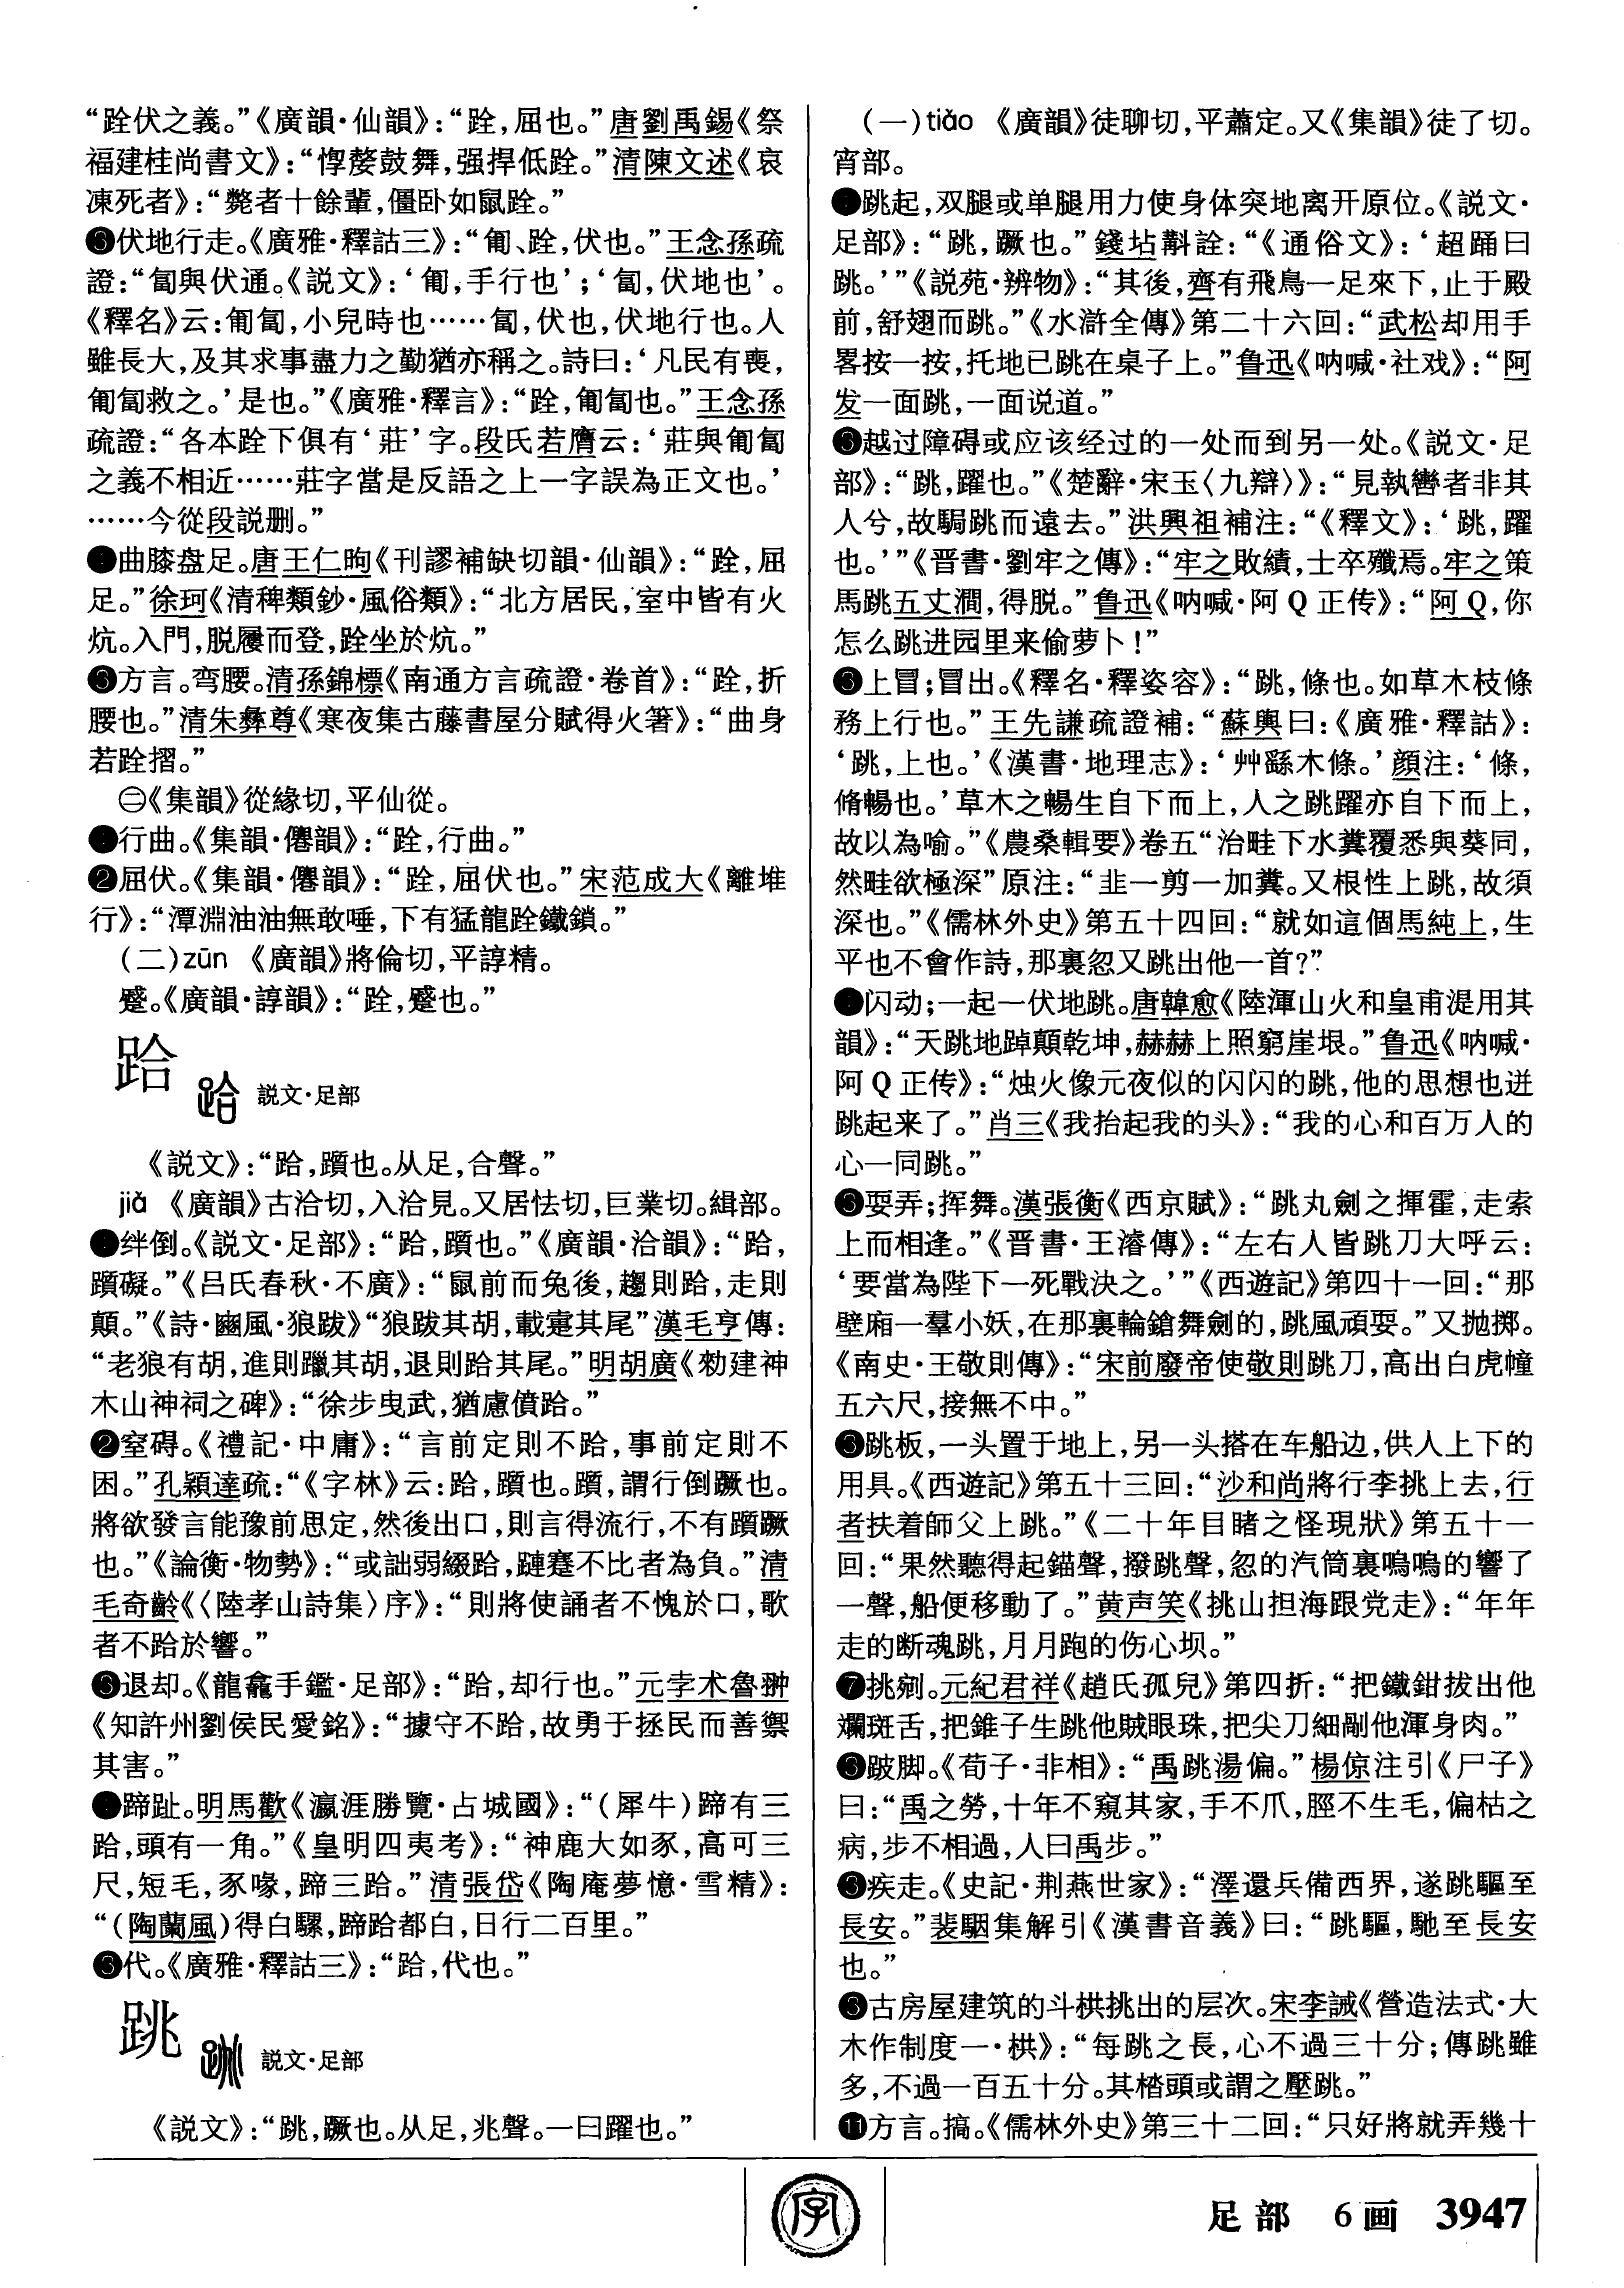 “跧伏之義。”《廣韻·仙韻》：“跧，屈也。”唐劉禹錫《祭
福建桂尚書文》：“惸嫠鼓舞，强捍低跧。”清陳文述《哀
凍死者》：“斃者十餘輩，僵卧如鼠跧。”
❸伏地行走。《廣雅·釋詁三》：“匍、跧，伏也。”王念孫疏
證：“匐與伏通。《説文》：‘匍，手行也’；‘匐，伏地也’。
《釋名》云：匍匐，小兒時也……匐，伏也，伏地行也。人
雖長大，及其求事盡力之勤猶亦稱之。詩曰：‘凡民有喪，
匍匐救之。’是也。”《廣雅·釋言》：“跧，匍匐也。”王念孫
疏證：“各本跧下俱有‘莊’字。段氏若膺云：‘莊與匍匐
之義不相近……莊字當是反語之上一字誤為正文也。’
……今從段説删。”
曲膝盘足。唐王仁昫《刊謬補缺切韻·仙韻》：“跧，屈
足。”徐珂《清稗類鈔·風俗類》：“北方居民，室中皆有火
炕。入門，脱屨而登，跧坐於炕。”
❸方言。弯腰。清孫錦標《南通方言疏證·卷首》：“跧，折
腰也。”清朱彝尊《寒夜集古藤書屋分賦得火箸》：“曲身
若跧摺。”
㊁《集韻》從緣切，平仙從。
行曲。《集韻·僊韻》：“跧，行曲。”
❷屈伏。《集韻·僊韻》：“跧，屈伏也。”宋范成大《離堆
行》：“潭淵油油無敢唾，下有猛龍跧鐵鎖。”
（二）zūn 《廣韻》將倫切，平諄精。
蹙。《廣韻·諄韻》：“跧，蹙也。”
跲 説文·足部
《説文》：“跲，躓也。从足，合聲。”
jiá 《廣韻》古洽切，入洽見。又居怯切，巨業切。緝部。
绊倒。《説文·足部》：“跲，躓也。”《廣韻·洽韻》：“跲，
躓礙。”《吕氏春秋·不廣》：“鼠前而兔後，趨則跲，走則
顛。”《詩·豳風·狼跋》“狼跋其胡，載疐其尾”漢毛亨傳：
“老狼有胡，進則躐其胡，退則跲其尾。”明胡廣《勑建神
木山神祠之碑》：“徐步曳武，猶慮僨跲。”
❷窒碍。《禮記·中庸》：“言前定則不跲，事前定則不
困。”孔穎達疏：“《字林》云：跲，躓也。躓，謂行倒蹶也。
將欲發言能豫前思定，然後出口，則言得流行，不有躓蹶
也。”《論衡·物勢》：“或詘弱綴跲，蹥蹇不比者為負。”清
毛奇齡《〈陸孝山詩集〉序》：“則將使誦者不愧於口，歌
者不跲於響。”
❸退却。《龍龕手鑑·足部》：“跲，却行也。”元孛术魯翀
《知許州劉侯民愛銘》：“據守不跲，故勇于拯民而善禦
其害。”
蹄趾。明馬歡《瀛涯勝覽·占城國》：“（犀牛）蹄有三
跲，頭有一角。”《皇明四夷考》：“神鹿大如豕，高可三
尺，短毛，豕喙，蹄三跲。”清張岱《陶庵夢憶·雪精》：
“（陶蘭風）得白騾，蹄跲都白，日行二百里。”
❸代。《廣雅·釋詁三》：“跲，代也。”
跳 説文·足部
《説文》：“跳，蹶也。从足，兆聲。一曰躍也。”
（一）tiào 《廣韻》徒聊切，平蕭定。又《集韻》徒了切。
宵部。
跳起，双腿或单腿用力使身体突地离开原位。《説文·
足部》：“跳，蹶也。”錢坫斠詮：“《通俗文》：‘超踊曰
跳。’”《説苑·辨物》：“其後，齊有飛鳥一足來下，止于殿
前，舒翅而跳。”《水滸全傳》第二十六回：“武松却用手
畧按一按，托地已跳在桌子上。”鲁迅《呐喊·社戏》：“阿
发一面跳，一面说道。”
❸越过障碍或应该经过的一处而到另一处。《説文·足
部》：“跳，躍也。”《楚辭·宋玉〈九辯〉》：“見執轡者非其
人兮，故駶跳而遠去。”洪興祖補注：“《釋文》：‘跳，躍
也。’”《晋書·劉牢之傳》：“牢之敗績，士卒殲焉。牢之策
馬跳五丈澗，得脱。”鲁迅《呐喊·阿Q正传》：“阿Q，你
怎么跳进园里来偷萝卜！”
❸上冒；冒出。《釋名·釋姿容》：“跳，條也。如草木枝條
務上行也。”王先謙疏證補：“蘇輿曰：《廣雅·釋詁》：
‘跳，上也。’《漢書·地理志》：‘艸繇木條。’顔注：‘條，
脩暢也。’草木之暢生自下而上，人之跳躍亦自下而上，
故以為喻。”《農桑輯要》卷五“治畦下水糞覆悉與葵同，
然畦欲極深”原注：“韭一剪一加糞。又根性上跳，故須
深也。”《儒林外史》第五十四回：“就如這個馬純上，生
平也不會作詩，那裏忽又跳出他一首？”
闪动；一起一伏地跳。唐韓愈《陸渾山火和皇甫湜用其
韻》：“天跳地踔顛乾坤，赫赫上照窮崖垠。”鲁迅《呐喊·
阿Q正传》：“烛火像元夜似的闪闪的跳，他的思想也迸
跳起来了。”肖三《我抬起我的头》：“我的心和百万人的
心一同跳。”
❸耍弄；挥舞。漢張衡《西京賦》：“跳丸劍之揮霍，走索
上而相逢。”《晋書·王濬傳》：“左右人皆跳刀大呼云：
‘要當為陛下一死戰決之。’”《西遊記》第四十一回：“那
壁廂一羣小妖，在那裏輪鎗舞劍的，跳風頑耍。”又抛掷。
《南史·王敬則傳》：“宋前廢帝使敬則跳刀，高出白虎幢
五六尺，接無不中。”
❸跳板，一头置于地上，另一头搭在车船边，供人上下的
用具。《西遊記》第五十三回：“沙和尚將行李挑上去，行
者扶着師父上跳。”《二十年目睹之怪現狀》第五十一
回：“果然聽得起錨聲，撥跳聲，忽的汽筒裏嗚嗚的響了
一聲，船便移動了。”黄声笑《挑山担海跟党走》：“年年
走的断魂跳，月月跑的伤心坝。”
❼挑剜。元紀君祥《趙氏孤兒》第四折：“把鐵鉗拔出他
斕斑舌，把錐子生跳他賊眼珠，把尖刀細剮他渾身肉。”
❸跛脚。《荀子·非相》：“禹跳湯偏。”楊倞注引《尸子》
曰：“禹之勞，十年不窺其家，手不爪，脛不生毛，偏枯之
病，步不相過，人曰禹步。”
❸疾走。《史記·荆燕世家》：“澤還兵備西界，遂跳驅至
長安。”裴駰集解引《漢書音義》曰：“跳驅，馳至長安
也。”
❸古房屋建筑的斗栱挑出的层次。宋李誡《營造法式·大
木作制度一·栱》：“每跳之長，心不過三十分；傳跳雖
多，不過一百五十分。其楷頭或謂之壓跳。”
⓫方言。搞。《儒林外史》第三十二回：“只好將就弄幾十
字
足部 6画 3947